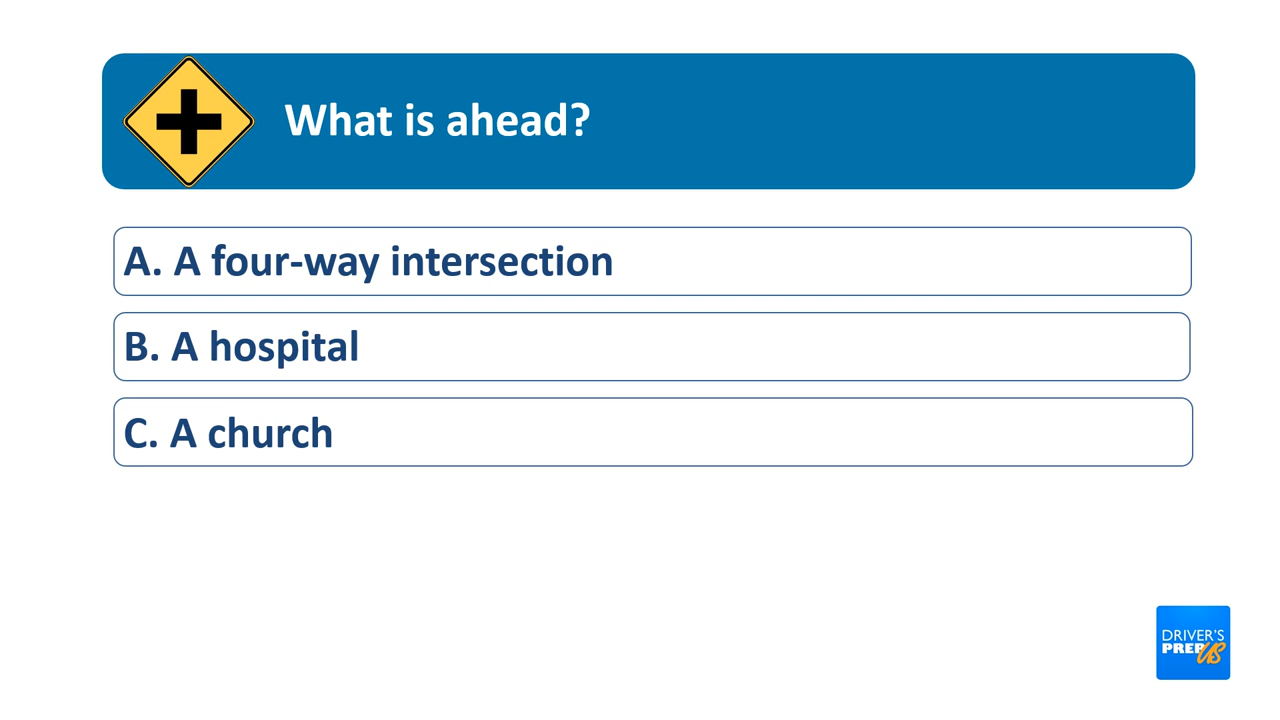 What is ahead?
A. A four-way intersection
B. A hospital
C. A church
DRIVER'S
PREP US